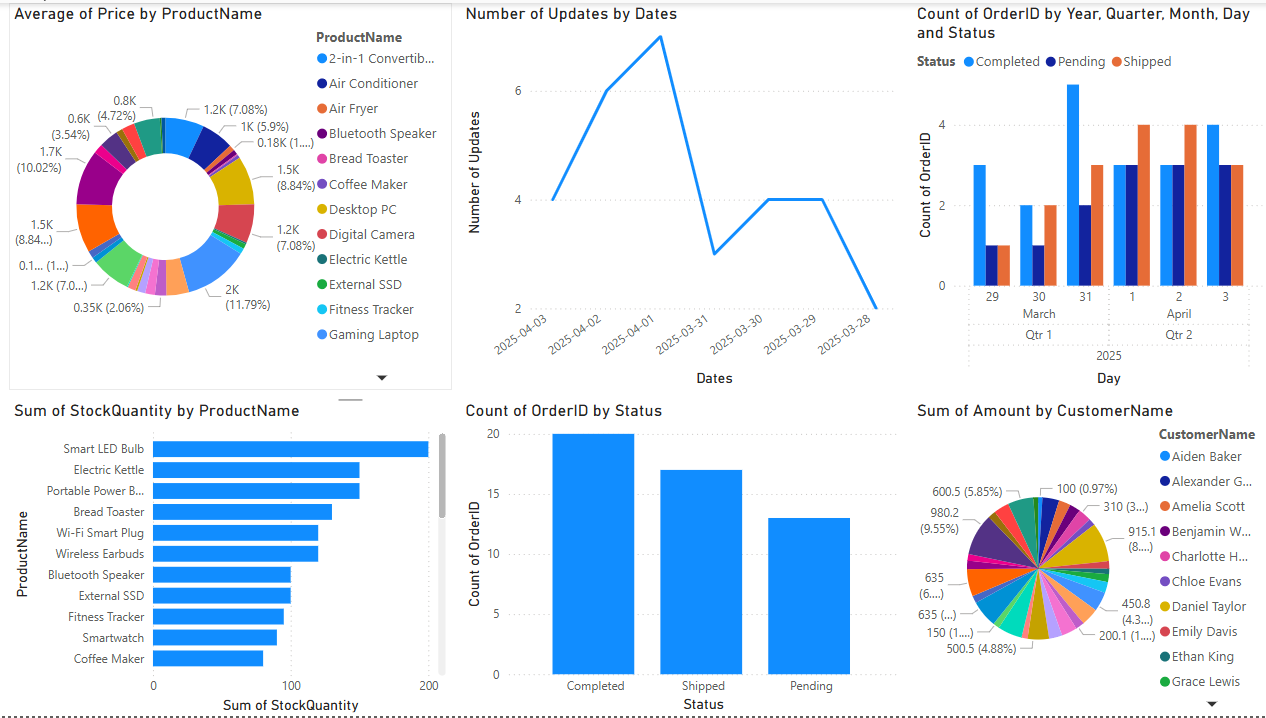 Average of Price by ProductName
ProductName
2-in-1 Convertib...
Air Conditioner
Air Fryer
Bluetooth Speaker
Bread Toaster
Coffee Maker
Desktop PC
Digital Camera
Electric Kettle
External SSD
Fitness Tracker
Gaming Laptop
1.2K (7.08%)
1K (5.9%)
0.18K (1....)
1.5K
(8.84%)
1.2K
(7.08%)
2K
(11.79%)
0.35K (2.06%)
1.2K (7.0...)
0.1... (1...)
1.5K
(8.84...)
1.7K
(10.02%)
0.6K
(3.54%)
0.8K
(4.72%)
Number of Updates by Dates
Number of Updates
6
4
2
2025-04-03
2025-04-02
2025-04-01
2025-03-31
2025-03-30
2025-03-29
2025-03-28
Dates
Count of OrderID by Year, Quarter, Month, Day
and Status
Status Completed Pending Shipped
Count of OrderID
4
2
0
29 30 31 1 2 3
March April
Qtr 1 Qtr 2
2025
Day
Sum of StockQuantity by ProductName
ProductName
Smart LED Bulb
Electric Kettle
Portable Power B...
Bread Toaster
Wi-Fi Smart Plug
Wireless Earbuds
Bluetooth Speaker
External SSD
Fitness Tracker
Smartwatch
Coffee Maker
0 100 200
Sum of StockQuantity
Count of OrderID by Status
Count of OrderID
20
15
10
5
0
Completed Shipped Pending
Status
Sum of Amount by CustomerName
CustomerName
Aiden Baker
Alexander G...
Amelia Scott
Benjamin W...
Charlotte H...
Chloe Evans
Daniel Taylor
Emily Davis
Ethan King
Grace Lewis
100 (0.97%)
310 (3...)
915.1
(8....)
450.8
(4.3...)
200.1 (1....)
500.5 (4.88%)
150 (1....)
635 (...)
635
(6....)
980.2
(9.55%)
600.5 (5.85%)